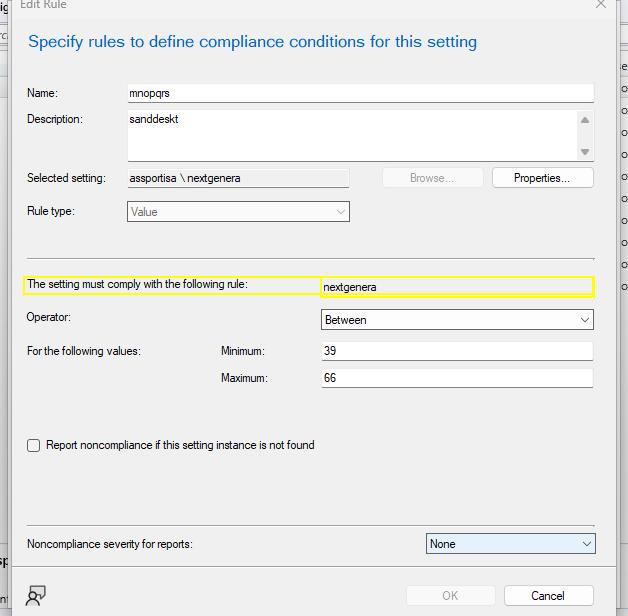 Edit Rule
Specify rules to define compliance conditions for this setting
Name: mnopqrs
Description: sanddeskt
Selected setting: assportisa \ nextgenera Browse... Properties...
Rule type: Value
The setting must comply with the following rule: nextgenera
Operator: Between
For the following values: Minimum: 39
Maximum: 66
Report noncompliance if this setting instance is not found
Noncompliance severity for reports: None
OK Cancel